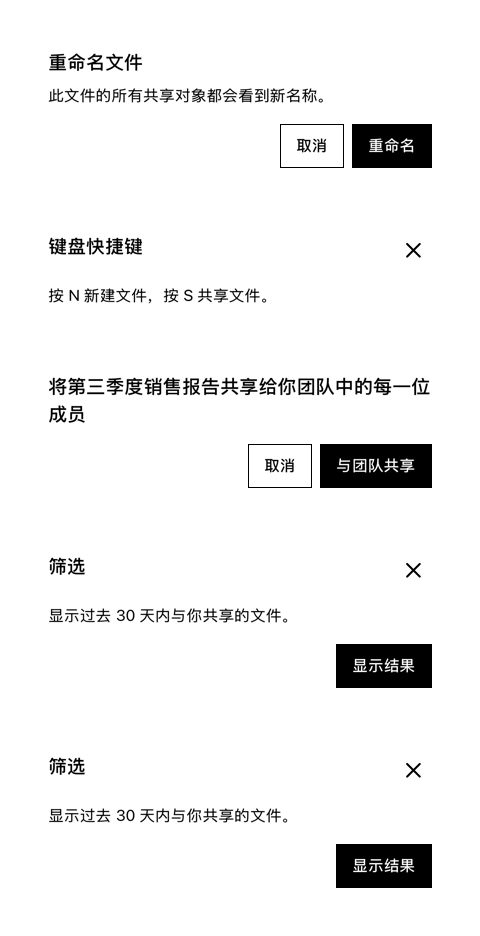 重命名文件
此文件的所有共享对象都会看到新名称。
取消
重命名
键盘快捷键
按 N 新建文件，按 S 共享文件。
将第三季度销售报告共享给你团队中的每一位
成员
取消
与团队共享
筛选
显示过去 30 天内与你共享的文件。
显示结果
筛选
显示过去 30 天内与你共享的文件。
显示结果